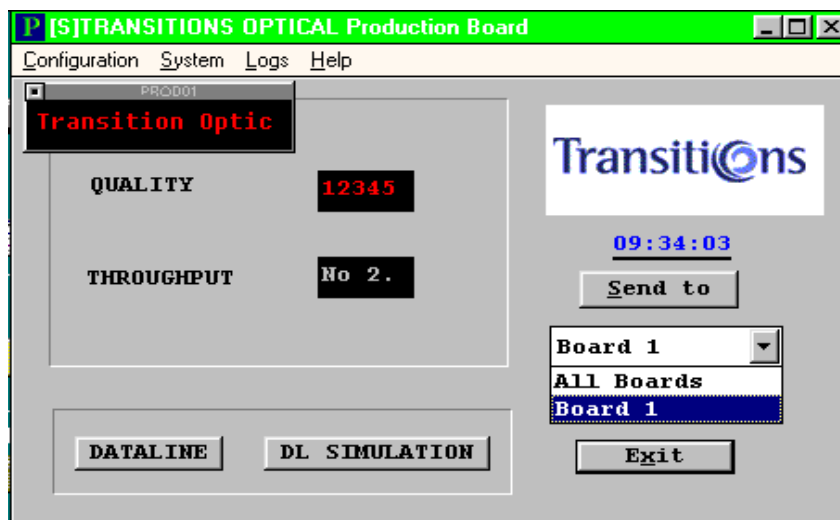 P [S]TRANSITIONS OPTICAL Production Board
Configuration System Logs Help
PROD01
Transition Optic
Transitions
QUALITY 12345
09:34:03
THROUGHPUT No 2.
Send to
Board 1
All Boards
Board 1
DATALINE DL SIMULATION
Exit